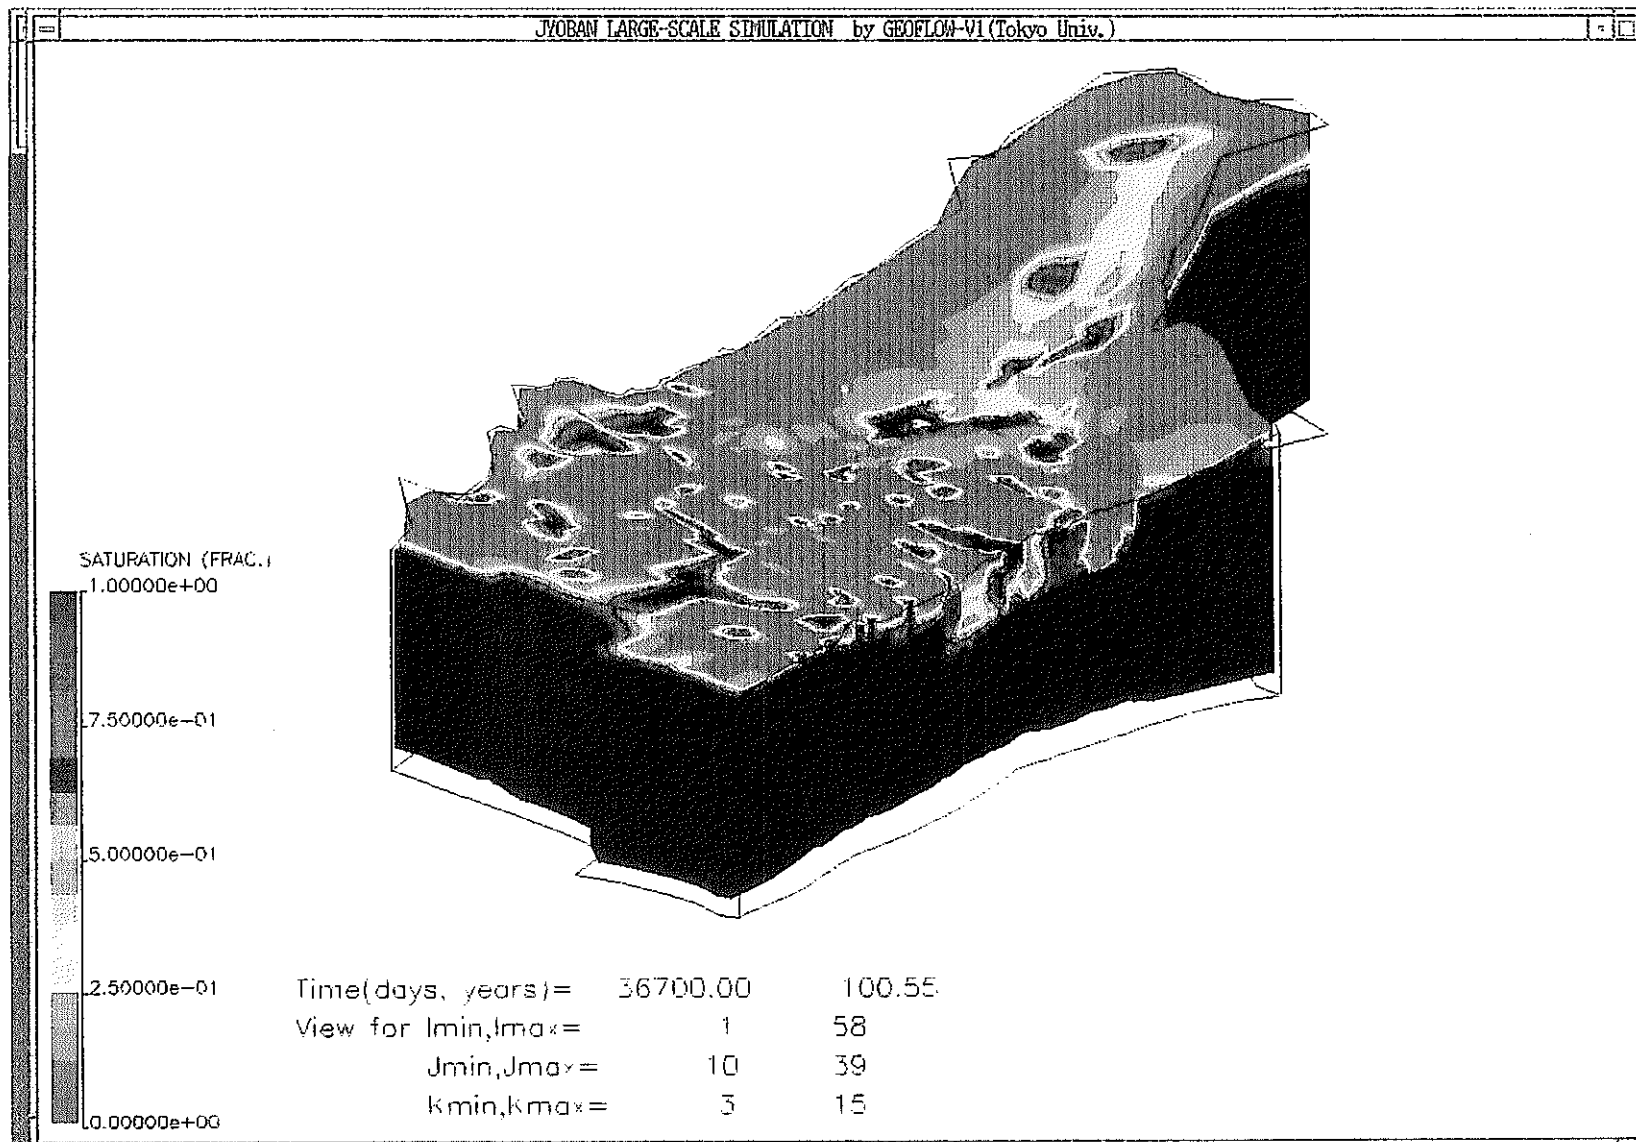 JYOBAN LARGE-SCALE SIMULATION by GEOFLOW-V1(Tokyo Univ.)
SATURATION (FRAC.)
1.00000e+00
7.50000e-01
5.00000e-01
2.50000e-01
0.00000e+00
Time(days, years)= 36700.00 100.55
View for Imin,Imax= 1 58
Jmin,Jmax= 10 39
Kmin,Kmax= 3 15